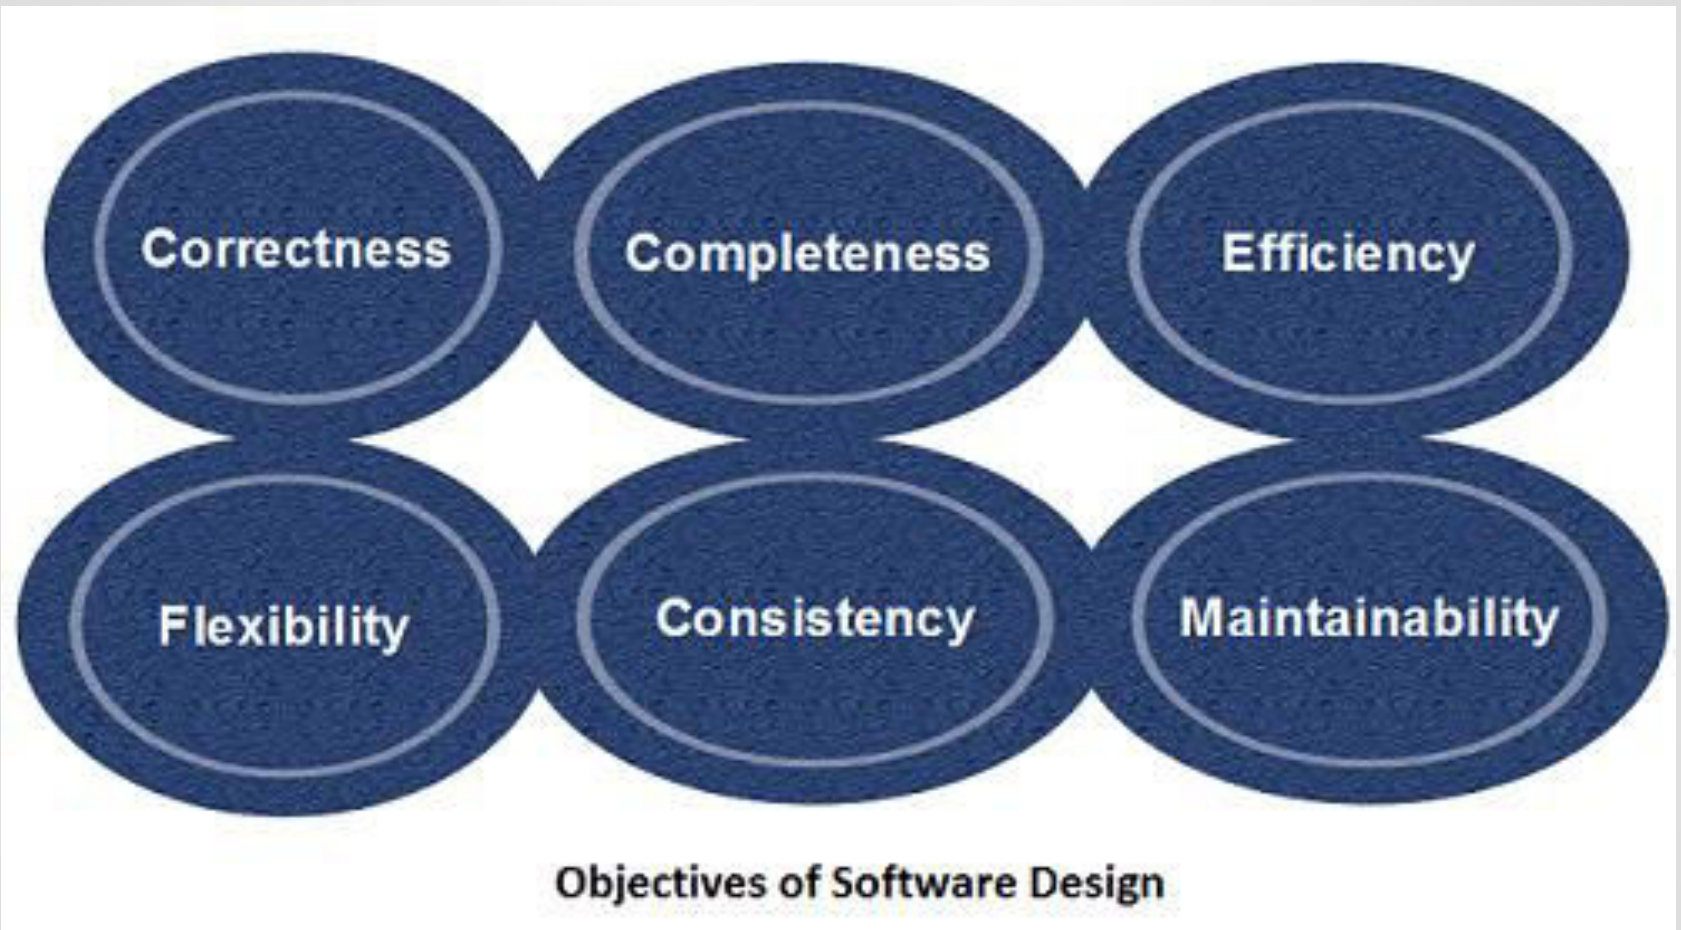 Correctness
Completeness
Efficiency
Flexibility
Consistency
Maintainability
Objectives of Software Design